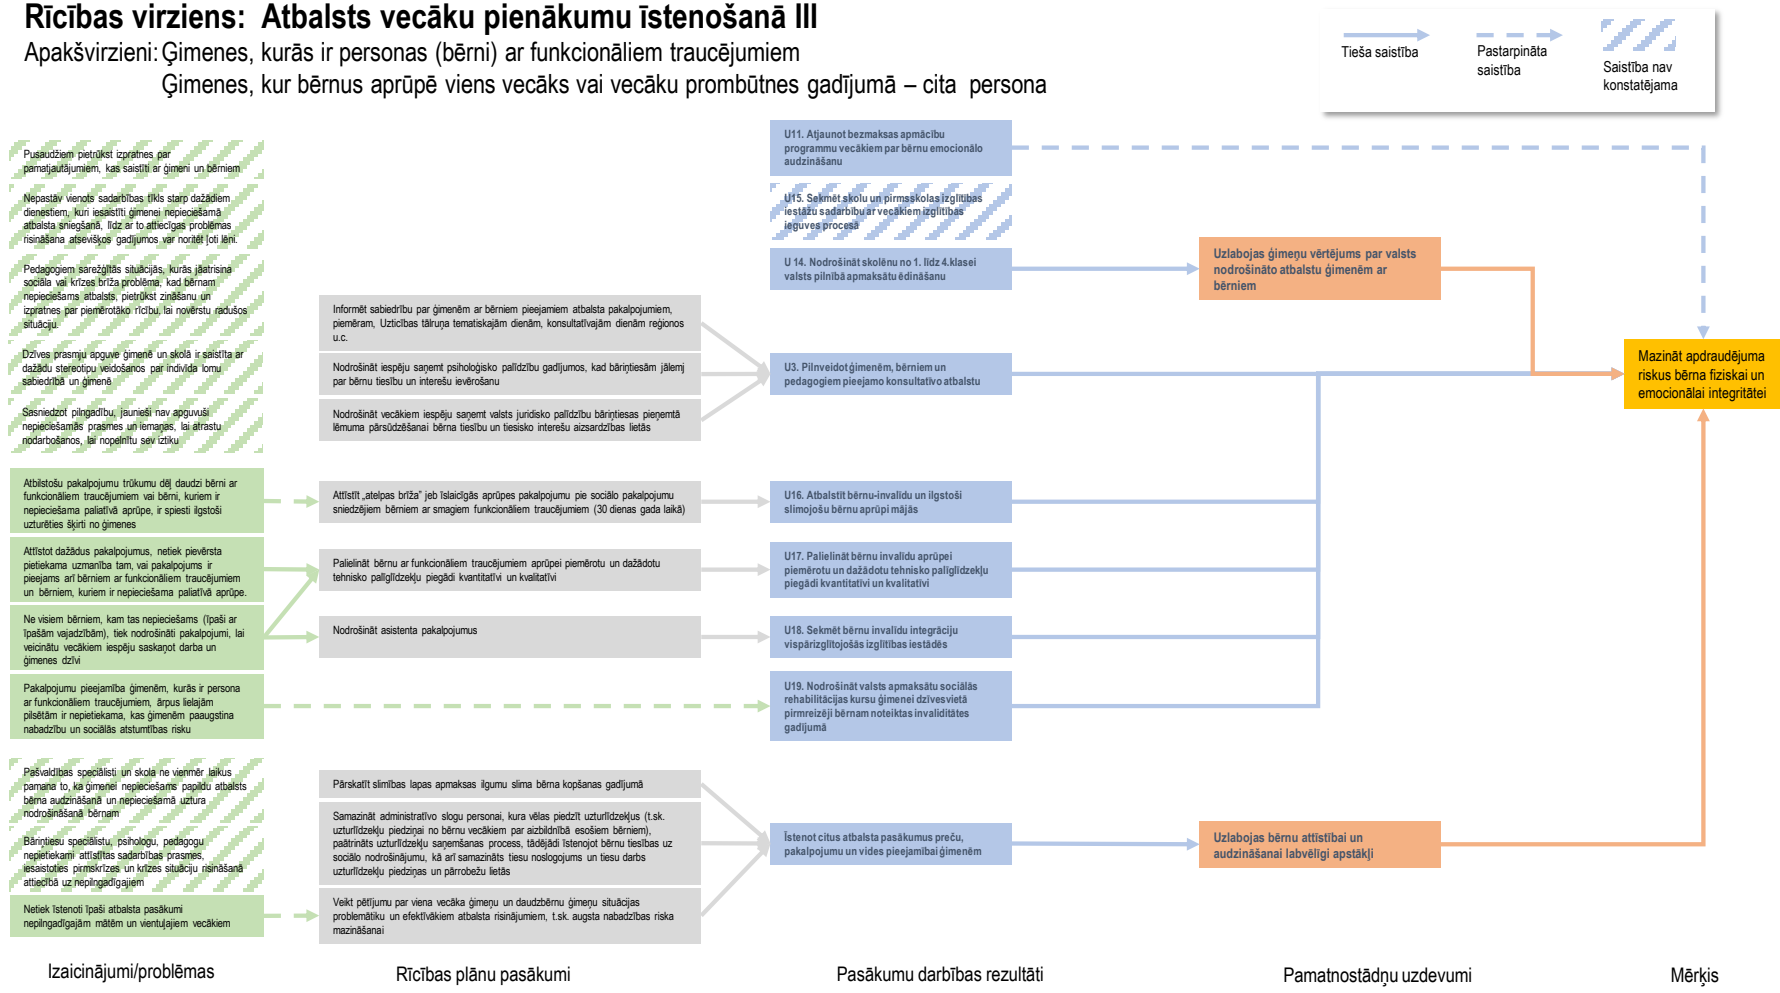 Rīcības virziens: Atbalsts vecāku pienākumu īstenošanā III
Apakšvirzieni: Ģimenes, kurās ir personas (bērni) ar funkcionāliem traucējumiem
Ģimenes, kur bērnus aprūpē viens vecāks vai vecāku prombūtnes gadījumā – cita persona
Tieša saistība
Pastarpināta
saistība
Saistība nav
konstatējama
Pusaudžiem pietrūkst izpratnes par
pamatjautājumiem, kas saistīti ar ģimeni un bērniem
Nepastāv vienots sadarbības tīkls starp dažādiem
dienestiem, kuri iesaistīti ģimenei nepieciešamā
atbalsta sniegšanā, līdz ar to attiecīgas problēmas
risināšana atsevišķos gadījumos var noritēt ļoti lēni.
Pedagogiem sarežģītās situācijās, kurās jāatrisina
sociāla vai krīzes brīža problēma, kad bērnam
nepieciešams atbalsts, pietrūkst zināšanu un
izpratnes par piemērotāko rīcību, lai novērstu radušos
situāciju.
Dzīves prasmju apguve ģimenē un skolā ir saistīta ar
dažādu stereotipu veidošanos par indivīda lomu
sabiedrībā un ģimenē
Sasniedzot pilngadību, jaunieši nav apguvuši
nepieciešamās prasmes un iemaņas, lai atrastu
nodarbošanos, lai nopelnītu sev iztiku
Atbilstošu pakalpojumu trūkumu dēļ daudzi bērni ar
funkcionāliem traucējumiem vai bērni, kuriem ir
nepieciešama paliatīvā aprūpe, ir spiesti ilgstoši
uzturēties šķirti no ģimenes
Attīstot dažādus pakalpojumus, netiek pievērsta
pietiekama uzmanība tam, vai pakalpojums ir
pieejams arī bērniem ar funkcionāliem traucējumiem
un bērniem, kuriem ir nepieciešama paliatīvā aprūpe.
Ne visiem bērniem, kam tas nepieciešams (īpaši ar
īpašām vajadzībām), tiek nodrošināti pakalpojumi, lai
veicinātu vecākiem iespēju saskaņot darba un
ģimenes dzīvi
Pakalpojumu pieejamība ģimenēm, kurās ir persona
ar funkcionāliem traucējumiem, ārpus lielajām
pilsētām ir nepietiekama, kas ģimenēm paaugstina
nabadzību un sociālās atstumtības risku
Pašvaldības speciālisti un skola ne vienmēr laikus
pamana to, ka ģimenei nepieciešams papildu atbalsts
bērna audzināšanā un nepieciešamā uztura
nodrošināšanā bērnam
Bāriņtiesu speciālistu, psihologu, pedagogu
nepietiekami attīstītas sadarbības prasmes,
iesaistoties pirmskrīzes un krīzes situāciju risināšanā
attiecībā uz nepilngadīgajiem
Netiek īstenoti īpaši atbalsta pasākumi
nepilngadīgajām mātēm un vientuļajiem vecākiem
Izaicinājumi/problēmas
Informēt sabiedrību par ģimenēm ar bērniem pieejamiem atbalsta pakalpojumiem,
piemēram, Uzticības tālruņa tematiskajām dienām, konsultatīvajām dienām reģionos
u.c.
Nodrošināt iespēju saņemt psiholoģisko palīdzību gadījumos, kad bāriņtiesām jālemj
par bērnu tiesību un interešu ievērošanu
Nodrošināt vecākiem iespēju saņemt valsts juridisko palīdzību bāriņtiesas pieņemtā
lēmuma pārsūdzēšanai bērna tiesību un tiesisko interešu aizsardzības lietās
Attīstīt „atelpas brīža” jeb īslaicīgās aprūpes pakalpojumu pie sociālo pakalpojumu
sniedzējiem bērniem ar smagiem funkcionāliem traucējumiem (30 dienas gada laikā)
Palielināt bērnu ar funkcionāliem traucējumiem aprūpei piemērotu un dažādotu
tehnisko palīglīdzekļu piegādi kvantitatīvi un kvalitatīvi
Nodrošināt asistenta pakalpojumus
Pārskatīt slimības lapas apmaksas ilgumu slima bērna kopšanas gadījumā
Samazināt administratīvo slogu personai, kura vēlas piedzīt uzturlīdzekļus (t.sk.
uzturlīdzekļu piedziņai no bērnu vecākiem par aizbildnībā esošiem bērniem),
paātrināts uzturlīdzekļu saņemšanas process, tādējādi īstenojot bērnu tiesības uz
sociālo nodrošinājumu, kā arī samazināts tiesu noslogojums un tiesu darbs
uzturlīdzekļu piedziņas un pārrobežu lietās
Veikt pētījumu par viena vecāka ģimeņu un daudzbērnu ģimeņu situācijas
problemātiku un efektīvākiem atbalsta risinājumiem, t.sk. augsta nabadzības riska
mazināšanai
Rīcības plānu pasākumi
U11. Atjaunot bezmaksas apmācību
programmu vecākiem par bērnu emocionālo
audzināšanu
U15. Sekmēt skolu un pirmsskolas izglītības
iestāžu sadarbību ar vecākiem izglītības
ieguves procesā
U 14. Nodrošināt skolēnu no 1. līdz 4.klasei
valsts pilnībā apmaksātu ēdināšanu
U3. Pilnveidot ģimenēm, bērniem un
pedagogiem pieejamo konsultatīvo atbalstu
U16. Atbalstīt bērnu-invalīdu un ilgstoši
slimojošu bērnu aprūpi mājās
U17. Palielināt bērnu invalīdu aprūpei
piemērotu un dažādotu tehnisko palīglīdzekļu
piegādi kvantitatīvi un kvalitatīvi
U18. Sekmēt bērnu invalīdu integrāciju
vispārizglītojošās izglītības iestādēs
U19. Nodrošināt valsts apmaksātu sociālās
rehabilitācijas kursu ģimenei dzīvesvietā
pirmreizēji bērnam noteiktas invaliditātes
gadījumā
Īstenot citus atbalsta pasākumus preču,
pakalpojumu un vides pieejamībai ģimenēm
Pasākumu darbības rezultāti
Uzlabojas ģimeņu vērtējums par valsts
nodrošināto atbalstu ģimenēm ar
bērniem
Uzlabojas bērnu attīstībai un
audzināšanai labvēlīgi apstākļi
Pamatnostādņu uzdevumi
Mazināt apdraudējuma
riskus bērna fiziskai un
emocionālai integritātei
Mērķis